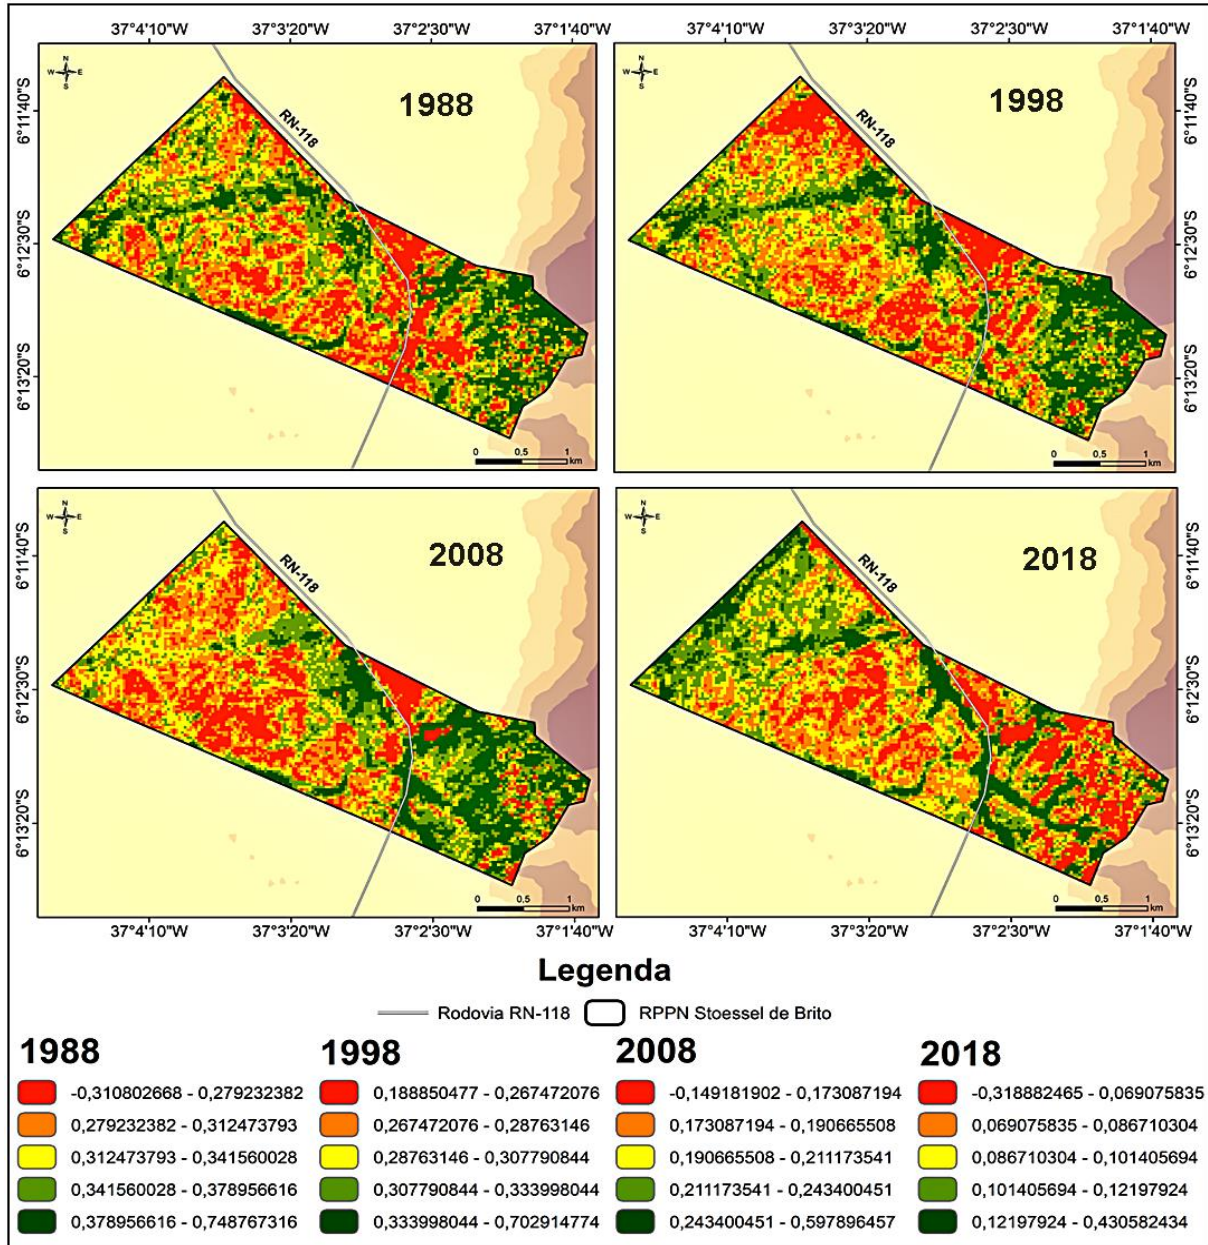 37°4'10"W 37°3'20"W 37°2'30"W 37°1'40"W 37°4'10"W 37°3'20"W 37°2'30"W 37°1'40"W
N
W E
S
1988
RN-118
6°11'40"S
6°12'30"S
6°13'20"S
0 0,5 1
km
N
W E
S
1998
RN-118
6°11'40"S
6°12'30"S
6°13'20"S
0 0,5 1
km
N
W E
S
2008
RN-118
6°11'40"S
6°12'30"S
6°13'20"S
0 0,5 1
km
N
W E
S
2018
RN-118
6°11'40"S
6°12'30"S
6°13'20"S
0 0,5 1
km
37°4'10"W 37°3'20"W 37°2'30"W 37°1'40"W 37°4'10"W 37°3'20"W 37°2'30"W 37°1'40"W
Legenda
Rodovia RN-118 RPPN Stoessel de Brito
1988
-0,310802668 - 0,279232382
0,279232382 - 0,312473793
0,312473793 - 0,341560028
0,341560028 - 0,378956616
0,378956616 - 0,748767316
1998
0,188850477 - 0,267472076
0,267472076 - 0,28763146
0,28763146 - 0,307790844
0,307790844 - 0,333998044
0,333998044 - 0,702914774
2008
-0,149181902 - 0,173087194
0,173087194 - 0,190665508
0,190665508 - 0,211173541
0,211173541 - 0,243400451
0,243400451 - 0,597896457
2018
-0,318882465 - 0,069075835
0,069075835 - 0,086710304
0,086710304 - 0,101405694
0,101405694 - 0,12197924
0,12197924 - 0,430582434